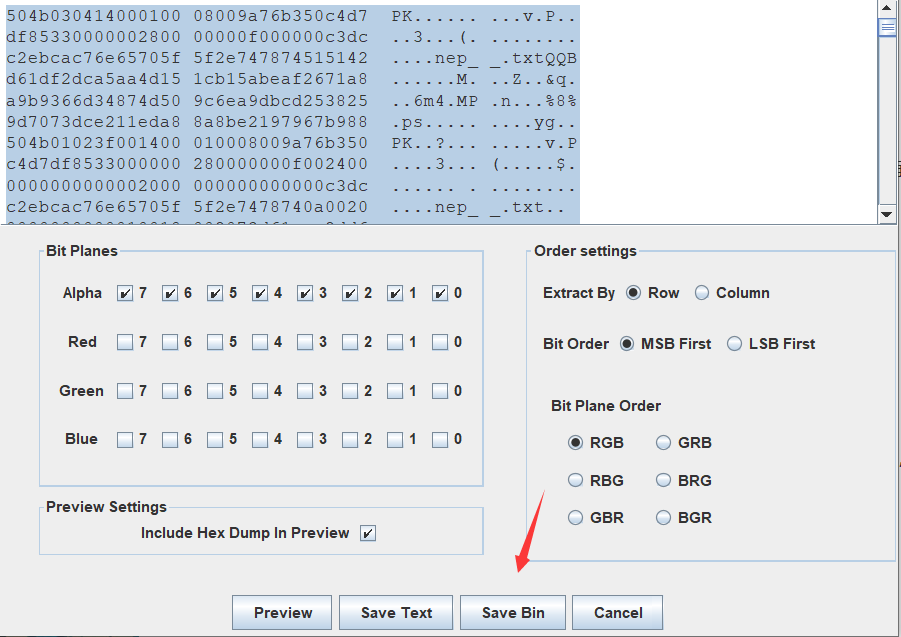 504b030414000100 08009a76b350c4d7 PK...... ...v.P..
df85330000002800 00000f000000c3dc ..3...(. ........
c2ebcac76e65705f 5f2e747874515142 ....nep_ _.txtQQB
d61df2dca5aa4d15 1cb15abeaf2671a8 ......M. ..Z..&q.
a9b9366d34874d50 9c6ea9dbcd253825 ..6m4.MP .n...%8%
9d7073dce211eda88 8a8be2197967b988 .ps..... ....yg..
504b01023f001400 010008009a76b350 PK..?... .....v.P
c4d7df8533000000 280000000f002400 ....3... (.....$.
0000000000002000 000000000000c3dc ...... . ........
c2ebcac76e65705f 5f2e7478740a0020 ....nep_ _.txt..
Bit Planes
Alpha 7 6 5 4 3 2 1 0
Red 7 6 5 4 3 2 1 0
Green 7 6 5 4 3 2 1 0
Blue 7 6 5 4 3 2 1 0
Preview Settings
Include Hex Dump In Preview
Order settings
Extract By Row Column
Bit Order MSB First LSB First
Bit Plane Order
RGB GRB
RBG BRG
GBR BGR
Preview Save Text Save Bin Cancel